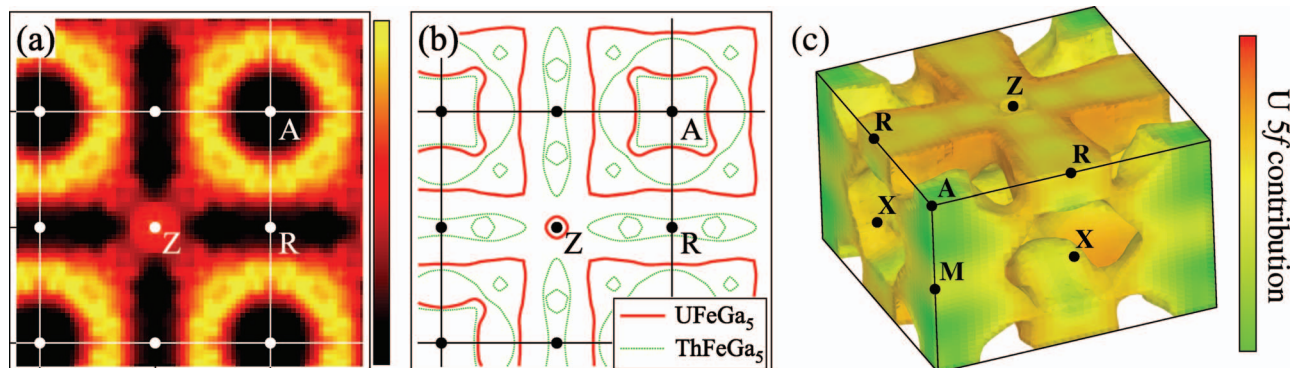 (a)
A
Z
R
(b)
A
Z
R
UFeGa5
ThFeGa5
(c)
Z
R
R
A
X
X
M
U 5f contribution